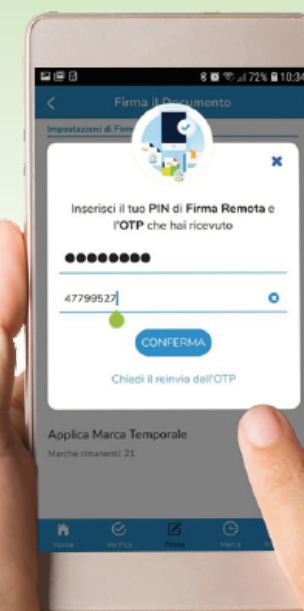 72% 10:34
Firma il Documento
Impostazioni di Firma
Inserisci il tuo PIN di Firma Remota e
l'OTP che hai ricevuto
●●●●●●●●
47799527
CONFERMA
Chiedi il reinvio dell'OTP
Applica Marca Temporale
Marche rimanenti: 21
Home Verifica Firma Marca